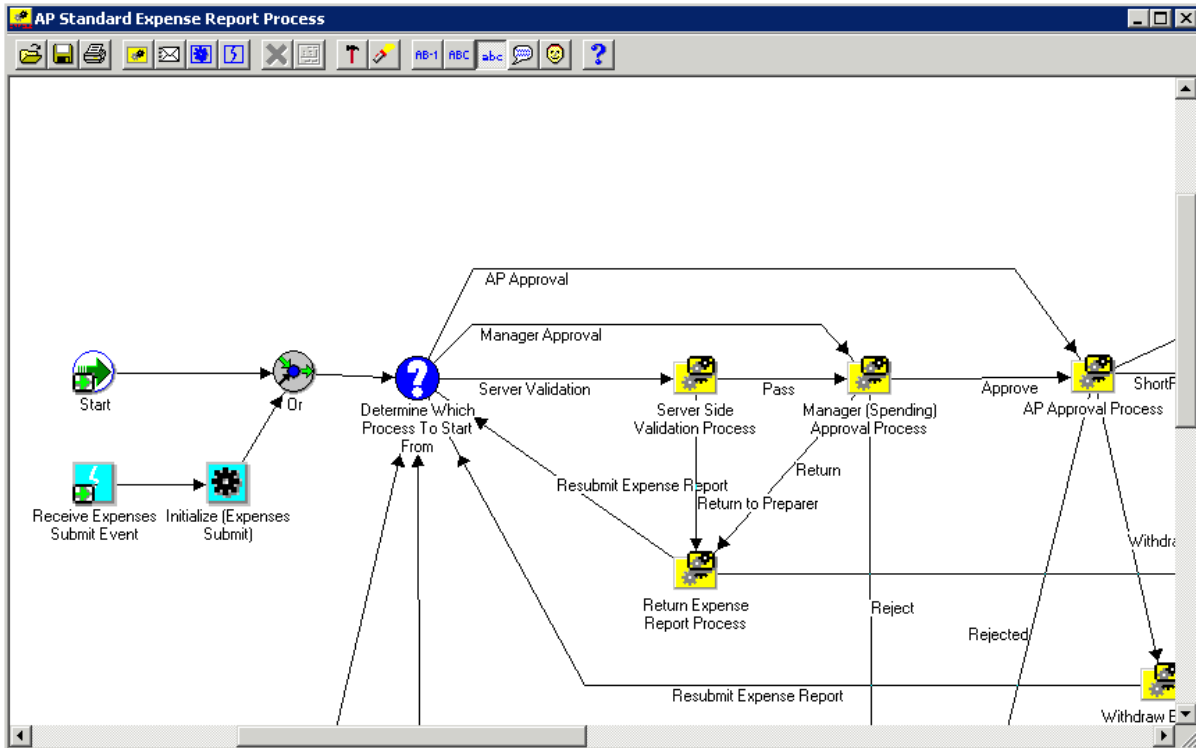 AP Standard Expense Report Process
AB-1
ABC
abc
AP Approval
Manager Approval
Start
Or
Server Validation
Pass
Approve
ShortF
Determine Which
Process To Start
From
Server Side
Validation Process
Manager (Spending)
Approval Process
AP Approval Process
Receive Expenses
Submit Event
Initialize (Expenses
Submit)
Resubmit Expense Report
Return
Return to Preparer
Withdra
Return Expense
Report Process
Reject
Rejected
Resubmit Expense Report
Withdraw E